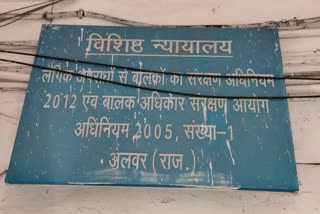 विशिष्ठ न्यायालय
लैंगिक अपराधों से बालकों का संरक्षण अधिनियम
2012 एवं बालक अधिकार संरक्षण आयोग
अधिनियम 2005, संख्या-1
अलवर (राज.)